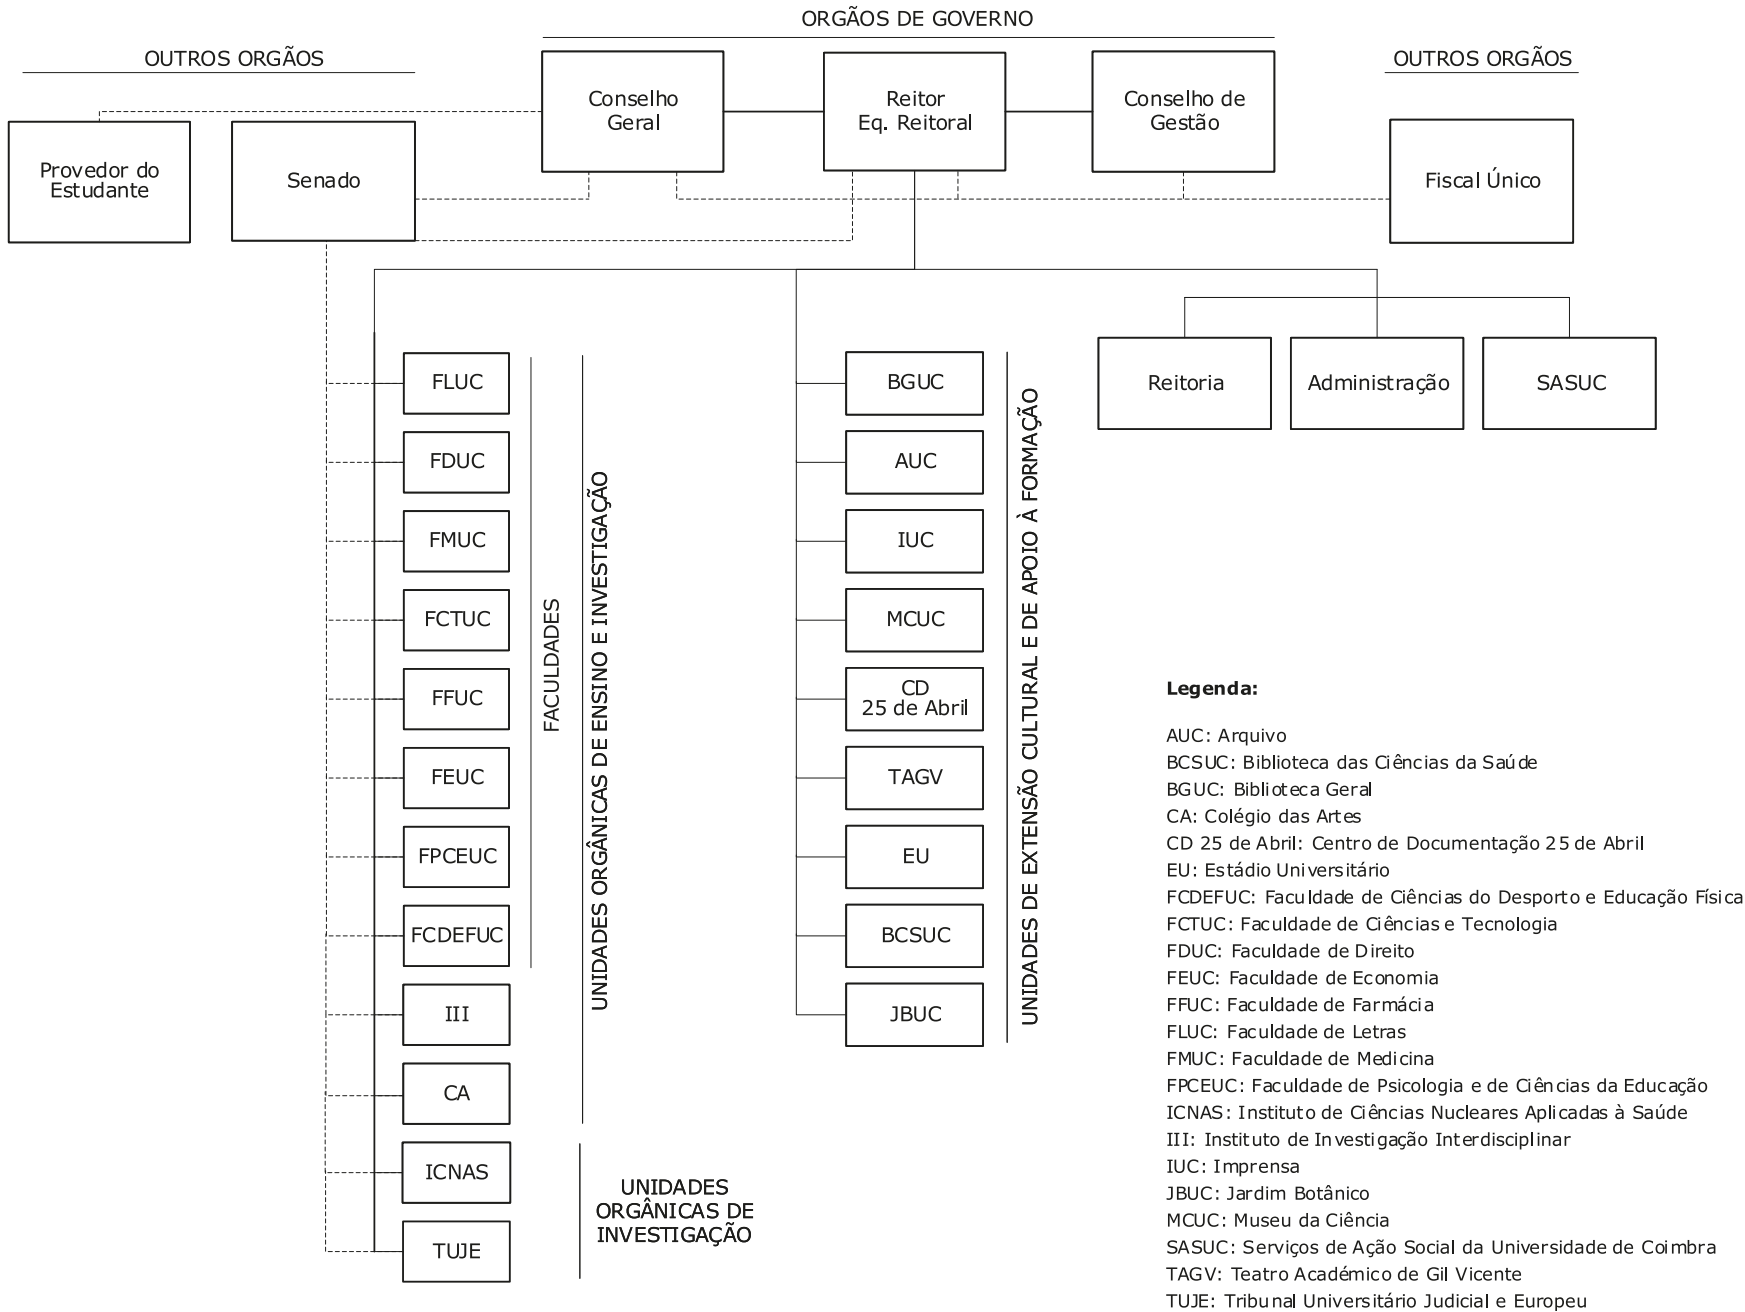 ORGÃOS DE GOVERNO
OUTROS ORGÃOS
OUTROS ORGÃOS
Conselho
Geral
Reitor
Eq. Reitoral
Conselho de
Gestão
Provedor do
Estudante
Senado
Fiscal Único
Reitoria
Administração
SASUC
FLUC
FDUC
FMUC
FCTUC
FFUC
FEUC
FPCEUC
FCDEFUC
III
CA
ICNAS
TUJE
FACULDADES
UNIDADES ORGÂNICAS DE ENSINO E INVESTIGAÇÃO
UNIDADES
ORGÂNICAS DE
INVESTIGAÇÃO
BGUC
AUC
IUC
MCUC
CD
25 de Abril
TAGV
EU
BCSUC
JBUC
UNIDADES DE EXTENSÃO CULTURAL E DE APOIO À FORMAÇÃO
Legenda:
AUC: Arquivo
BCSUC: Biblioteca das Ciências da Saúde
BGUC: Biblioteca Geral
CA: Colégio das Artes
CD 25 de Abril: Centro de Documentação 25 de Abril
EU: Estádio Universitário
FCDEFUC: Faculdade de Ciências do Desporto e Educação Física
FCTUC: Faculdade de Ciências e Tecnologia
FDUC: Faculdade de Direito
FEUC: Faculdade de Economia
FFUC: Faculdade de Farmácia
FLUC: Faculdade de Letras
FMUC: Faculdade de Medicina
FPCEUC: Faculdade de Psicologia e de Ciências da Educação
ICNAS: Instituto de Ciências Nucleares Aplicadas à Saúde
III: Instituto de Investigação Interdisciplinar
IUC: Imprensa
JBUC: Jardim Botânico
MCUC: Museu da Ciência
SASUC: Serviços de Ação Social da Universidade de Coimbra
TAGV: Teatro Académico de Gil Vicente
TUJE: Tribunal Universitário Judicial e Europeu